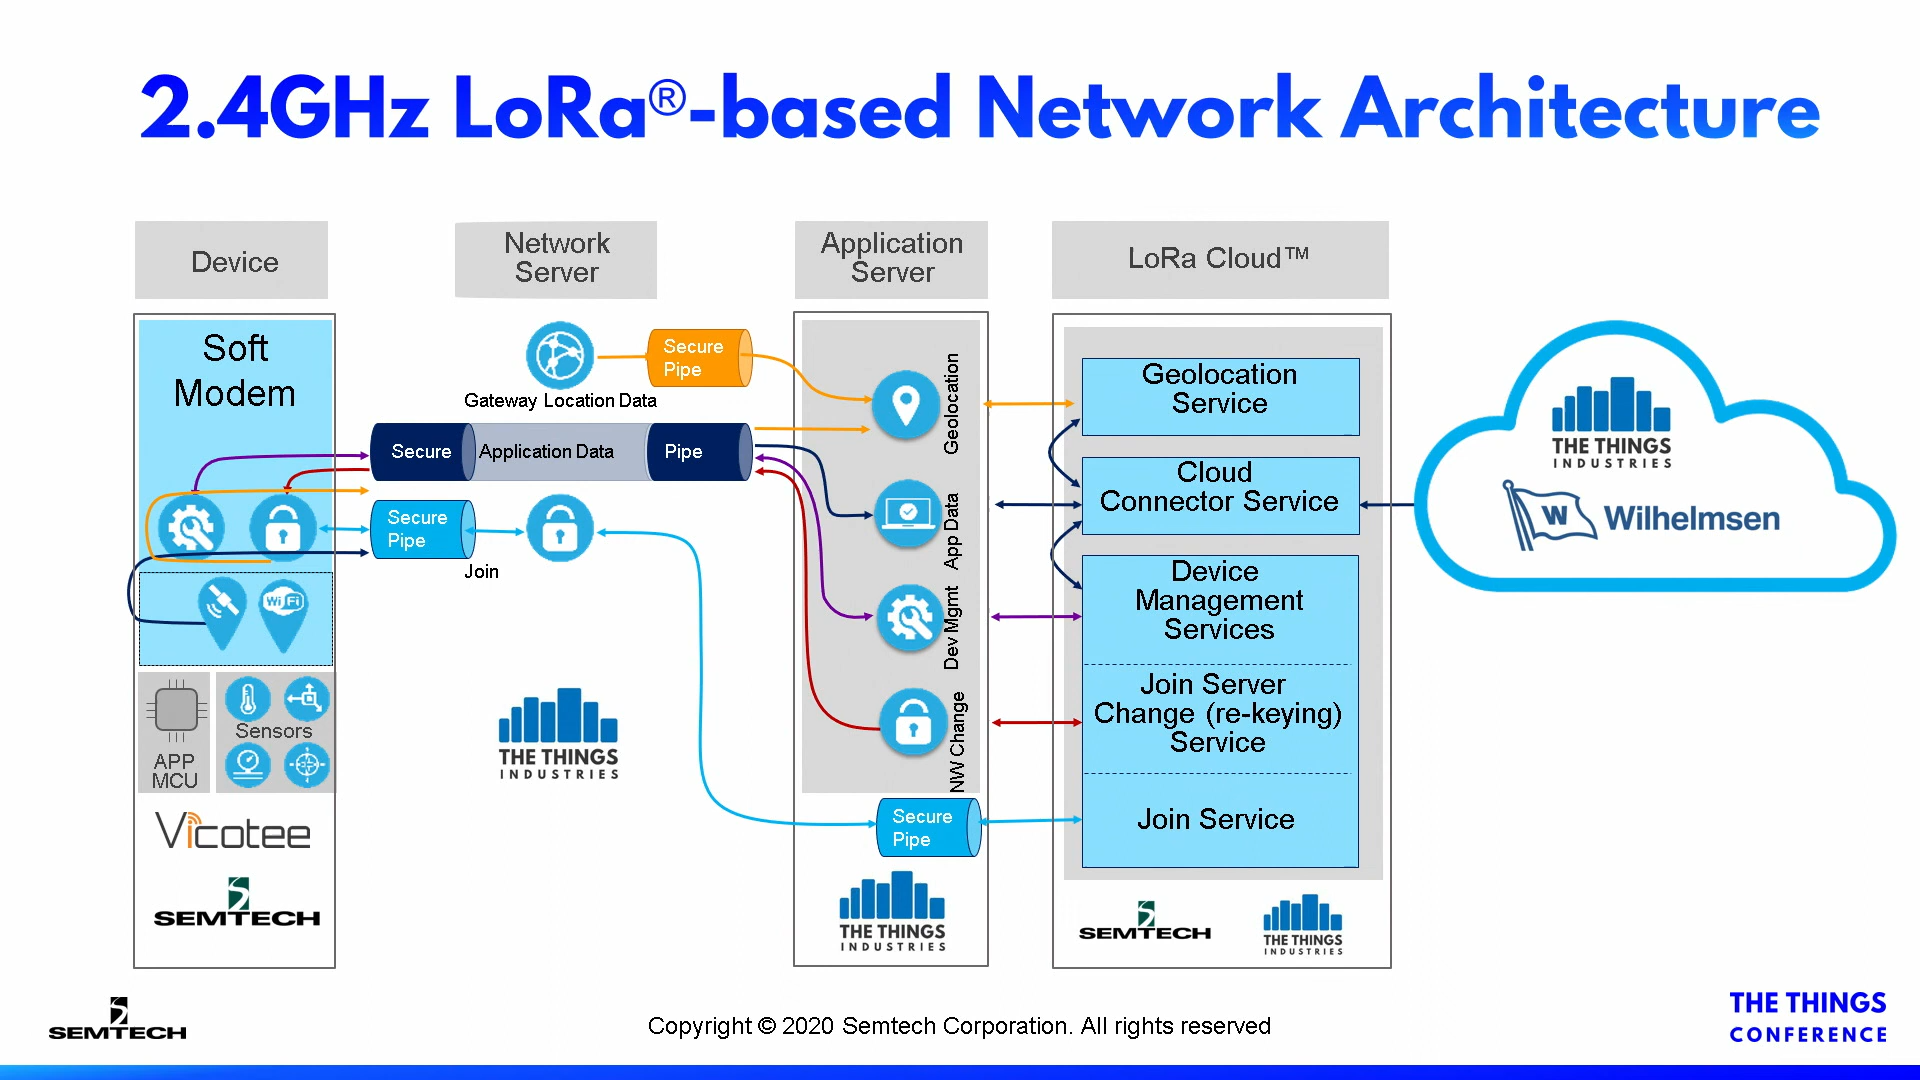 2.4GHz LoRa®-based Network Architecture
Device
Network
Server
Application
Server
LoRa Cloud™
Soft
Modem
WiFi
APP
MCU
Sensors
Vicotee
SEMTECH
Gateway Location Data
Secure
Pipe
Secure
Application Data
Pipe
Secure
Pipe
Join
THE THINGS
INDUSTRIES
Geolocation
App Data
Dev Mgmt
NW Change
Secure
Pipe
THE THINGS
INDUSTRIES
Geolocation
Service
Cloud
Connector Service
Device
Management
Services
Join Server
Change (re-keying)
Service
Join Service
SEMTECH
THE THINGS
INDUSTRIES
THE THINGS
INDUSTRIES
W
Wilhelmsen
SEMTECH
Copyright © 2020 Semtech Corporation. All rights reserved
THE THINGS
CONFERENCE